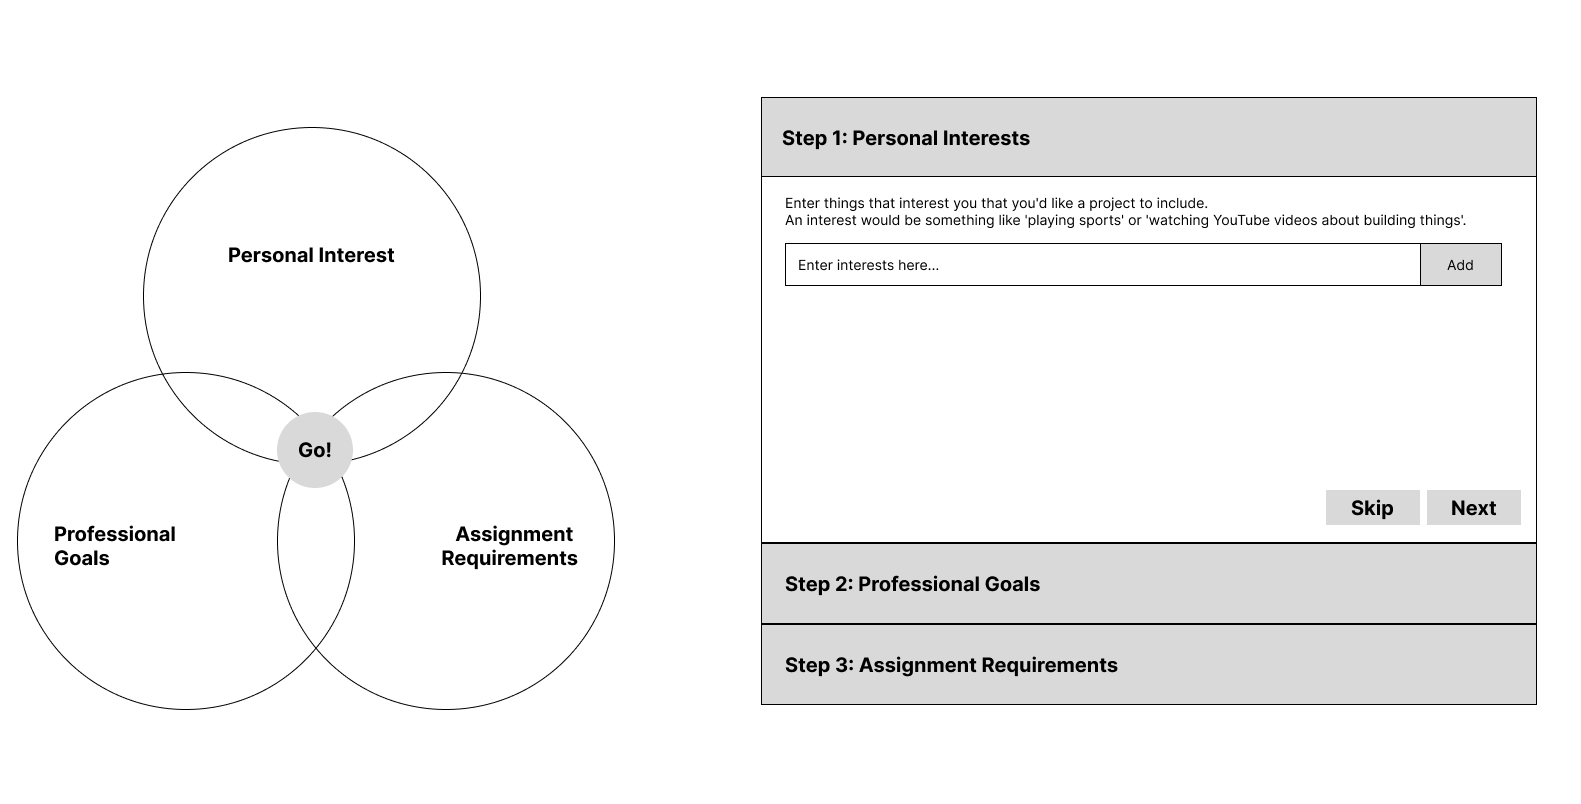 Personal Interest
Go!
Professional
Goals
Assignment
Requirements
Step 1: Personal Interests
Enter things that interest you that you'd like a project to include.
An interest would be something like 'playing sports' or 'watching YouTube videos about building things'.
Enter interests here...
Add
Skip
Next
Step 2: Professional Goals
Step 3: Assignment Requirements